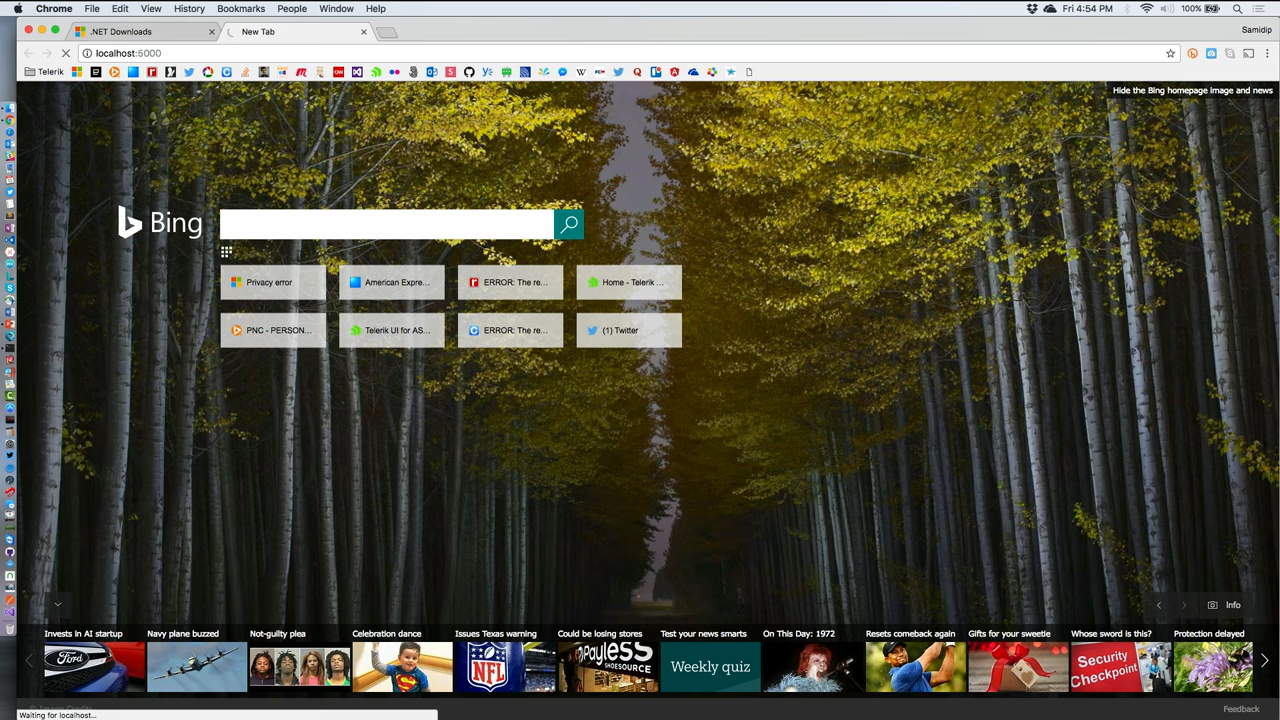 Chrome File Edit View History Bookmarks People Window Help Fri 4:54 PM 100%
.NET Downloads New Tab Samidip
localhost:5000
Telerik
Hide the Bing homepage image and news
Bing
Privacy error American Expre... ERROR: The re... Home - Telerik ...
PNC - PERSON... Telerik UI for AS... ERROR: The re... (1) Twitter
Info
Invests in AI startup Navy plane buzzed Not-guilty plea Celebration dance Issues Texas warning Could be losing stores Test your news smarts On This Day: 1972 Resets comeback again Gifts for your sweetie Whose sword is this? Protection delayed
Ford
NFL
Payless
SHOESOURCE
Weekly quiz
Security
Checkpoint
Image Credits Feedback
Waiting for localhost...